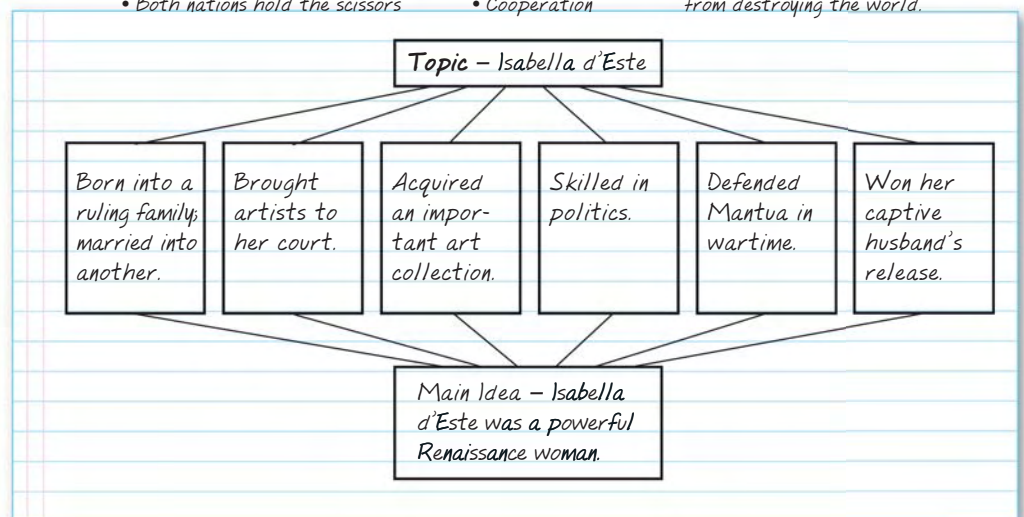 • Both nations hold the scissors
• Cooperation
from destroying the world.
Topic – Isabella d'Este
Born into a
ruling family;
married into
another.
Brought
artists to
her court.
Acquired
an impor-
tant art
collection.
Skilled in
politics.
Defended
Mantua in
wartime.
Won her
captive
husband's
release.
Main Idea – Isabella
d'Este was a powerful
Renaissance woman.